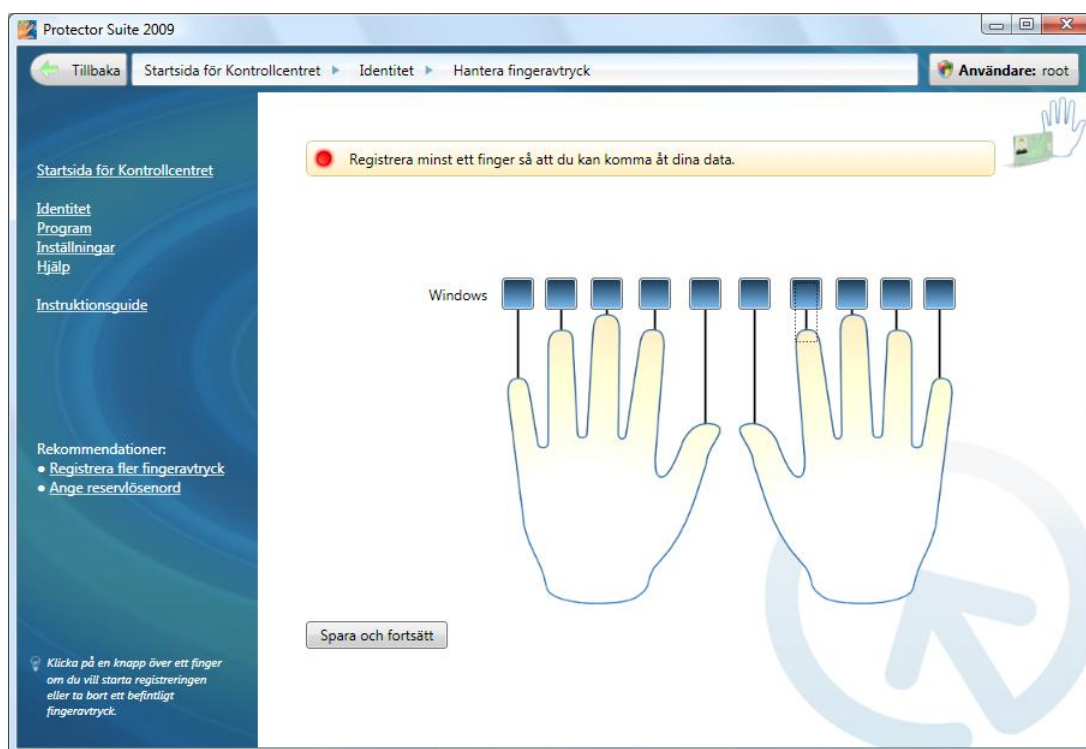 Protector Suite 2009
Tillbaka
Startsida för Kontrollcentret
Identitet
Hantera fingeravtryck
Användare: root
Registrera minst ett finger så att du kan komma åt dina data.
Startsida för Kontrollcentret
Identitet
Program
Inställningar
Hjälp
Instruktionsguide
Windows
Rekommendationer:
• Registrera fler fingeravtryck
• Ange reservlösenord
Spara och fortsätt
Klicka på en knapp över ett finger
om du vill starta registreringen
eller ta bort ett befintligt
fingeravtryck.